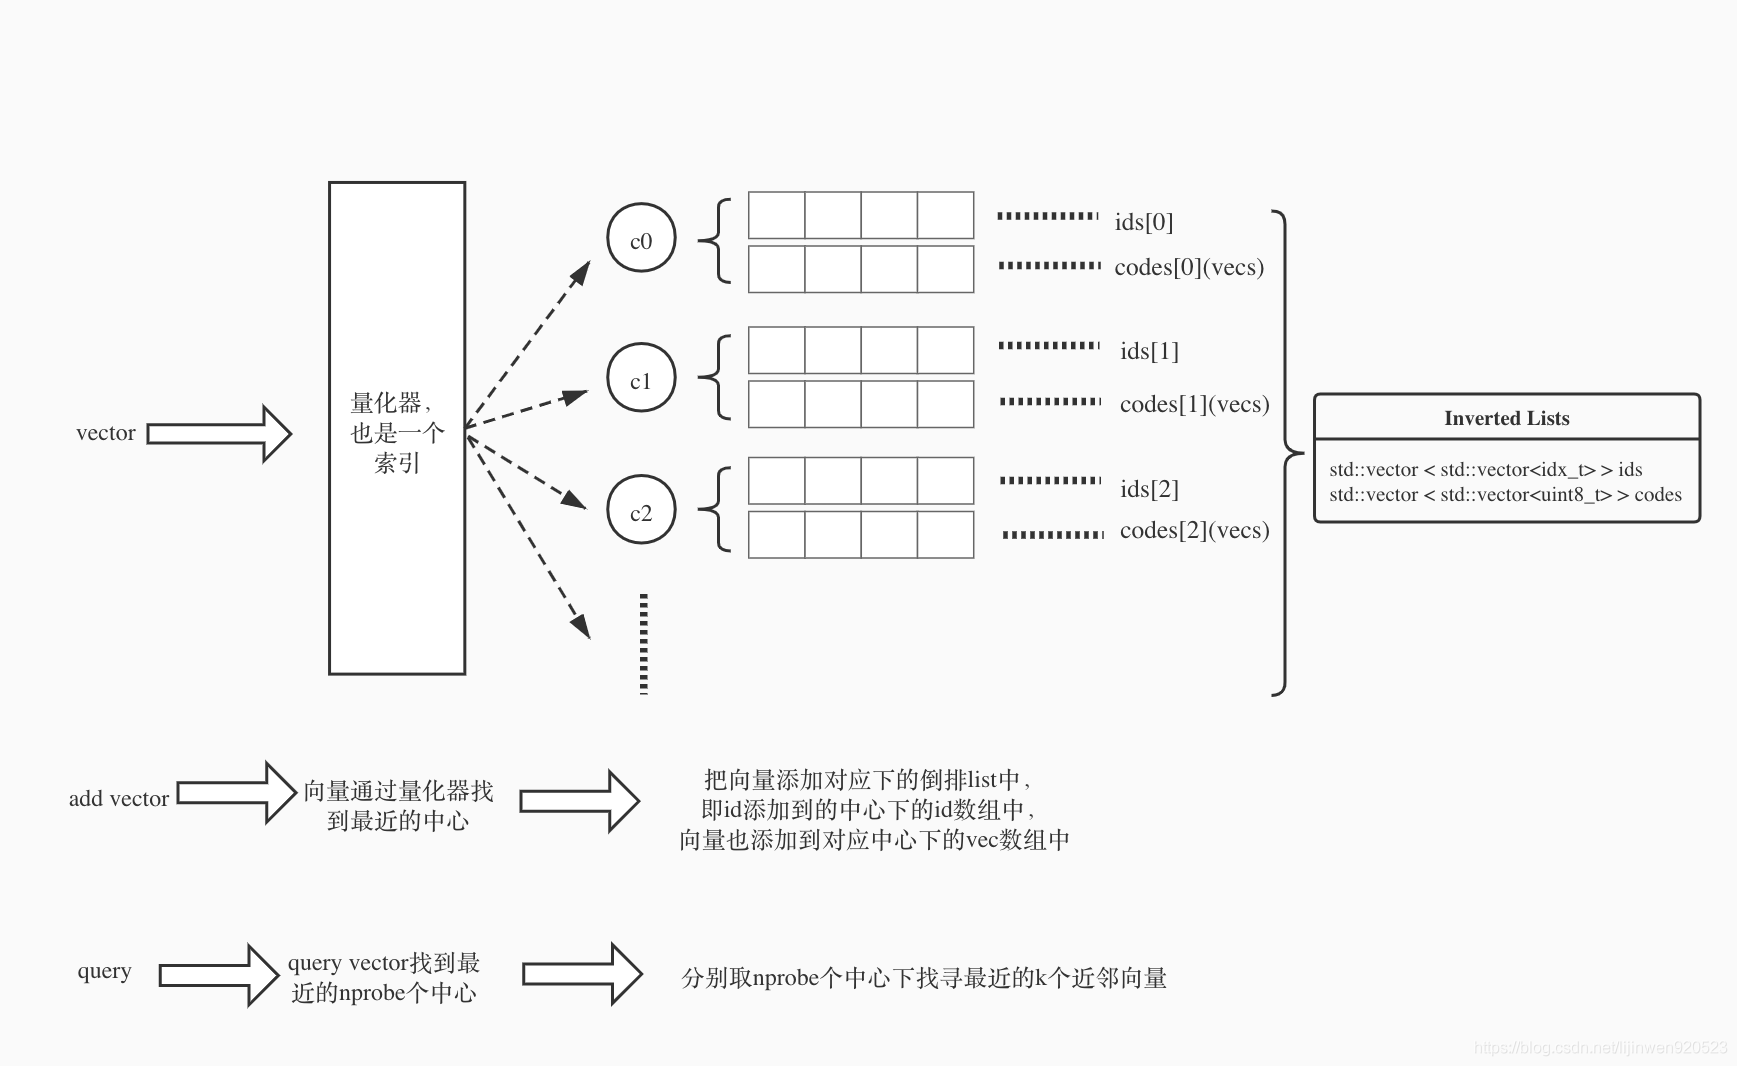 vector
量化器，
也是一个
索引
c0
ids[0]
codes[0](vecs)
c1
ids[1]
codes[1](vecs)
c2
ids[2]
codes[2](vecs)
Inverted Lists
std::vector < std::vector<idx_t> > ids
std::vector < std::vector<uint8_t> > codes
add vector
向量通过量化器找
到最近的中心
把向量添加对应下的倒排list中，
即id添加到的中心下的id数组中，
向量也添加到对应中心下的vec数组中
query
query vector找到最
近的nprobe个中心
分别取nprobe个中心下找寻最近的k个近邻向量
https://blog.csdn.net/lijinwen920523